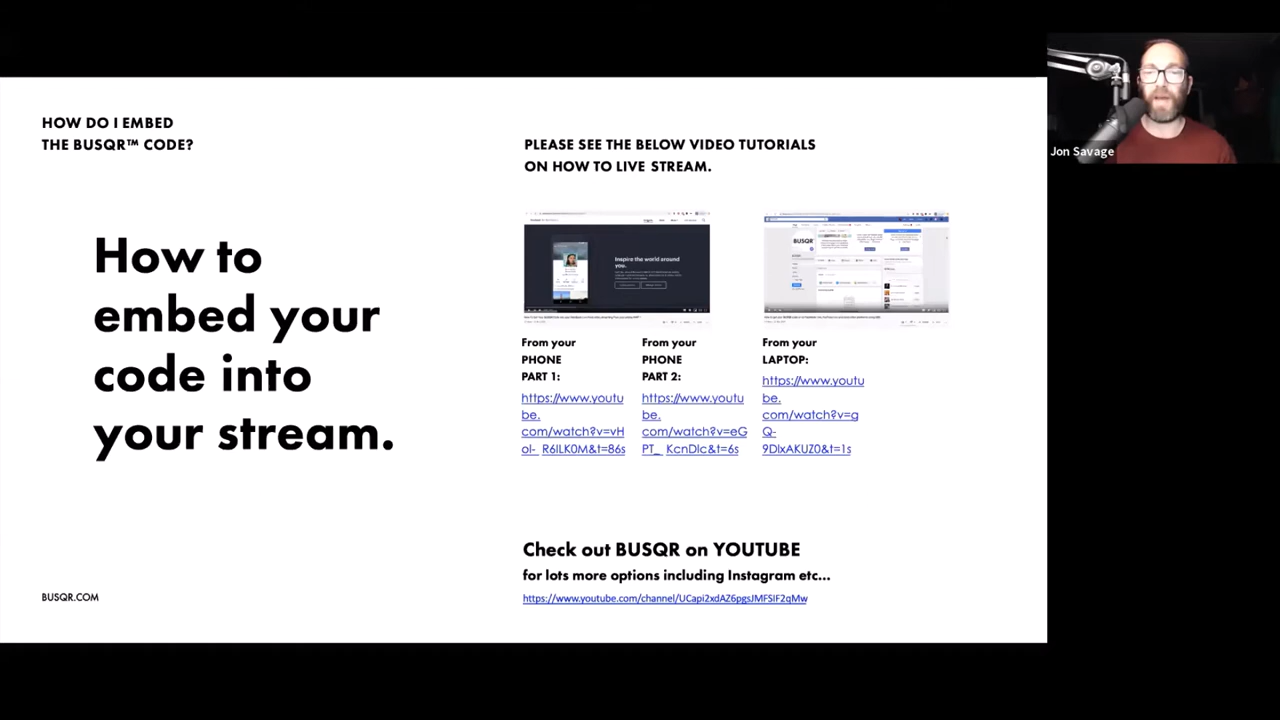 HOW DO I EMBED
THE BUSQR™ CODE?
How to
embed your
code into
your stream.
BUSQR.COM
PLEASE SEE THE BELOW VIDEO TUTORIALS
ON HOW TO LIVE STREAM.
Inspire the world around
you.
BUSQR
From your
PHONE
PART 1:
https://www.youtu
be.
com/watch?v=vH
ol-_R6ILK0M&t=86s
From your
PHONE
PART 2:
https://www.youtu
be.
com/watch?v=eG
PT_ KcnDIc&t=6s
From your
LAPTOP:
https://www.youtu
be.
com/watch?v=g
Q-
9DlxAKUZ0&t=1s
Check out BUSQR on YOUTUBE
for lots more options including Instagram etc...
https://www.youtube.com/channel/UCapi2xdAZ6pgsJMFSIF2qMw
Jon Savage